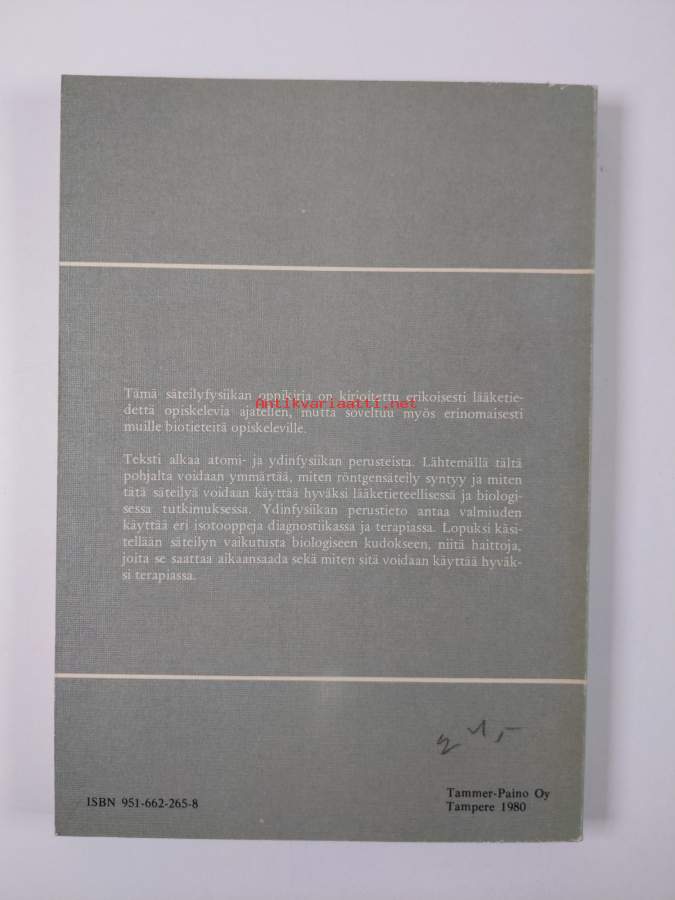 Tämä säteilyfysiikan oppikirja on kirjoitettu erikoisesti lääketie-
dettä opiskelevia ajatellen, mutta soveltuu myös erinomaisesti
muille biotieteitä opiskeleville.
Antikvariaatti.net
Teksti alkaa atomi- ja ydinfysiikan perusteista. Lähtemällä tältä
pohjalta voidaan ymmärtää, miten röntgensäteily syntyy ja miten
tätä säteilyä voidaan käyttää hyväksi lääketieteellisessä ja biologi-
sessa tutkimuksessa. Ydinfysiikan perustieto antaa valmiuden
käyttää eri isotooppeja diagnostiikassa ja terapiassa. Lopuksi käsi-
tellään säteilyn vaikutusta biologiseen kudokseen, niitä haittoja,
joita se saattaa aikaansaada sekä miten sitä voidaan käyttää hyväk-
si terapiassa.
ISBN 951-662-265-8
Tammer-Paino Oy
Tampere 1980